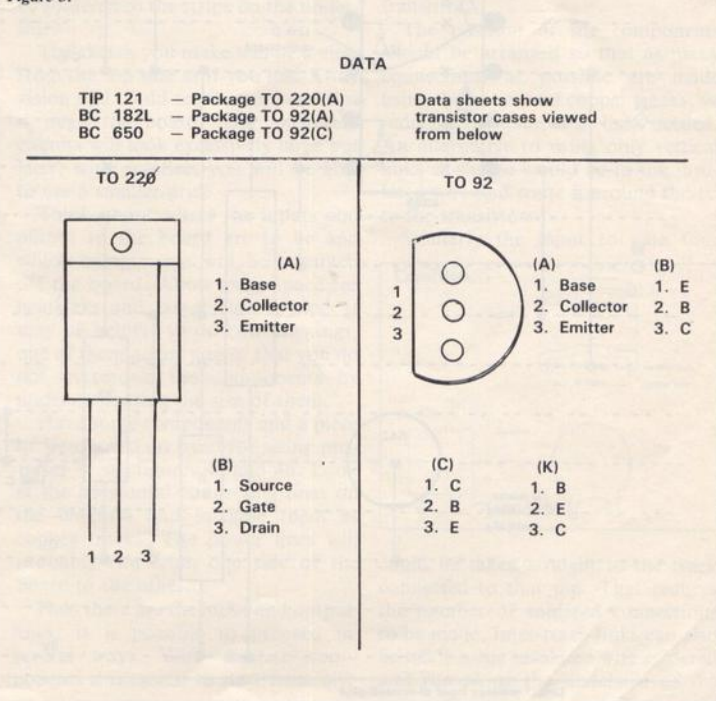 Figure
DATA
TIP 121 — Package TO 220(A)
BC 182L — Package TO 92(A)
BC 650 — Package TO 92(C)
Data sheets show
transistor cases viewed
from below
TO 220
(A)
1. Base
2. Collector
3. Emitter
(B)
1. Source
2. Gate
3. Drain
1 2 3
TO 92
1
2
3
(A)
1. Base
2. Collector
3. Emitter
(B)
1. E
2. B
3. C
(C)
1. C
2. B
3. E
(K)
1. B
2. E
3. C